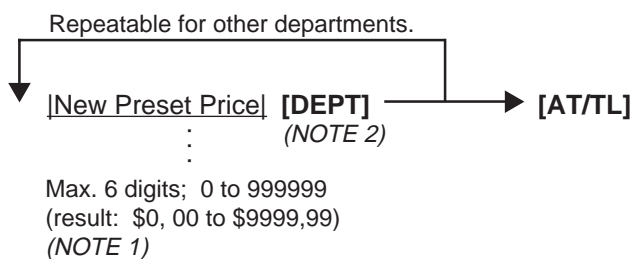 Repeatable for other departments.
|New Preset Price| [DEPT] [AT/TL]
(NOTE 2)
Max. 6 digits; 0 to 999999
(result: $0, 00 to $9999,99)
(NOTE 1)